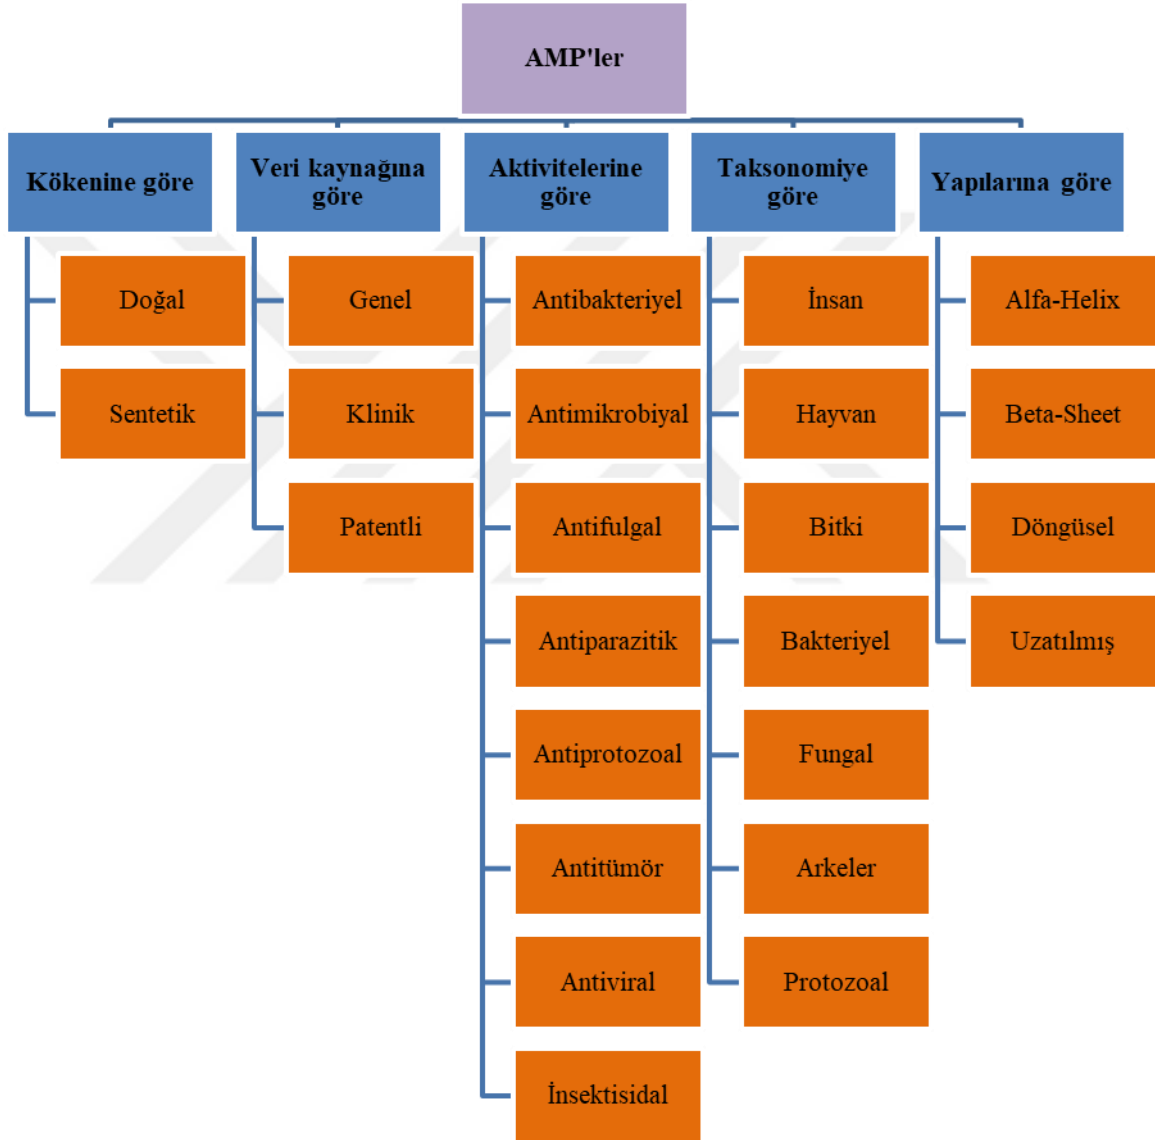 AMP'ler
Kökenine göre
Doğal
Sentetik
Veri kaynağına
göre
Genel
Klinik
Patentli
Aktivitelerine
göre
Antibakteriyel
Antimikrobiyal
Antifulgal
Antiparazitik
Antiprotozoal
Antitümör
Antiviral
İnsektisidal
Taksonomiye
göre
İnsan
Hayvan
Bitki
Bakteriyel
Fungal
Arkeler
Protozoal
Yapılarına göre
Alfa-Helix
Beta-Sheet
Döngüsel
Uzatılmış